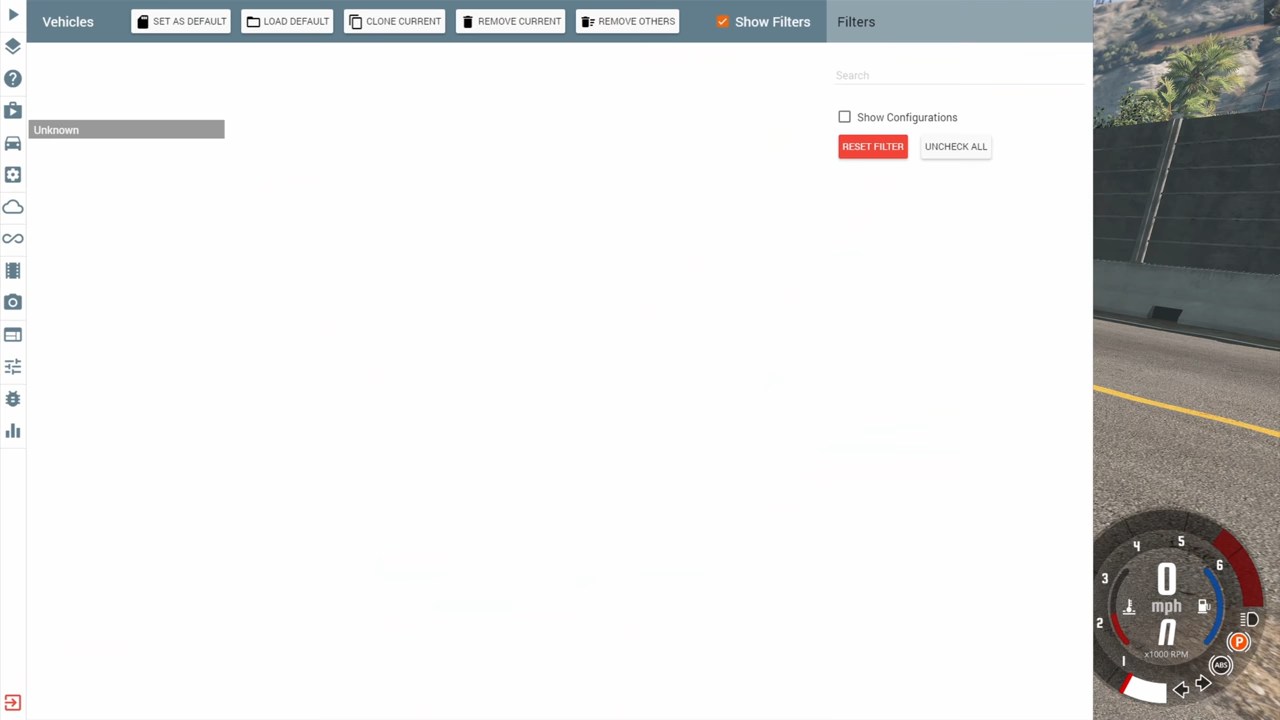 Vehicles
SET AS DEFAULT
LOAD DEFAULT
CLONE CURRENT
REMOVE CURRENT
REMOVE OTHERS
Show Filters
Filters
Search
Show Configurations
Unknown
RESET FILTER
UNCHECK ALL
5
4
6
3
0
mph
2
n
x1000 RPM
1
P
ABS